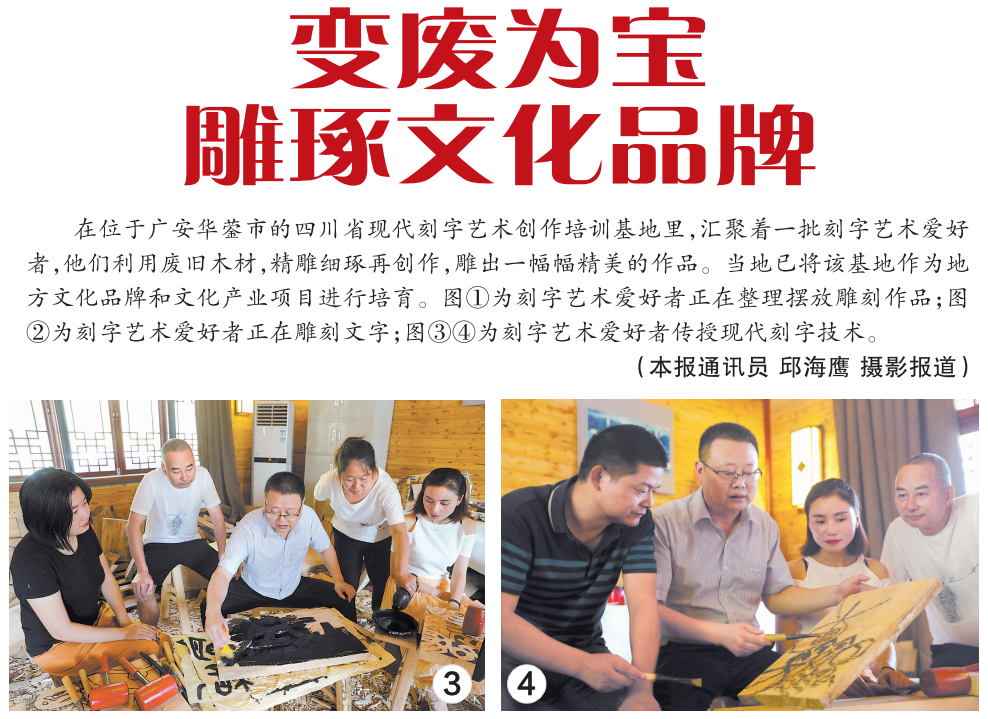 变废为宝
雕琢文化品牌
在位于广安华蓥市的四川省现代刻字艺术创作培训基地里,汇聚着一批刻字艺术爱好
者,他们利用废旧木材,精雕细琢再创作,雕出一幅幅精美的作品。当地已将该基地作为地
方文化品牌和文化产业项目进行培育。图①为刻字艺术爱好者正在整理摆放雕刻作品;图
②为刻字艺术爱好者正在雕刻文字;图③④为刻字艺术爱好者传授现代刻字技术。
(本报通讯员 邱海鹰 摄影报道)
3
4